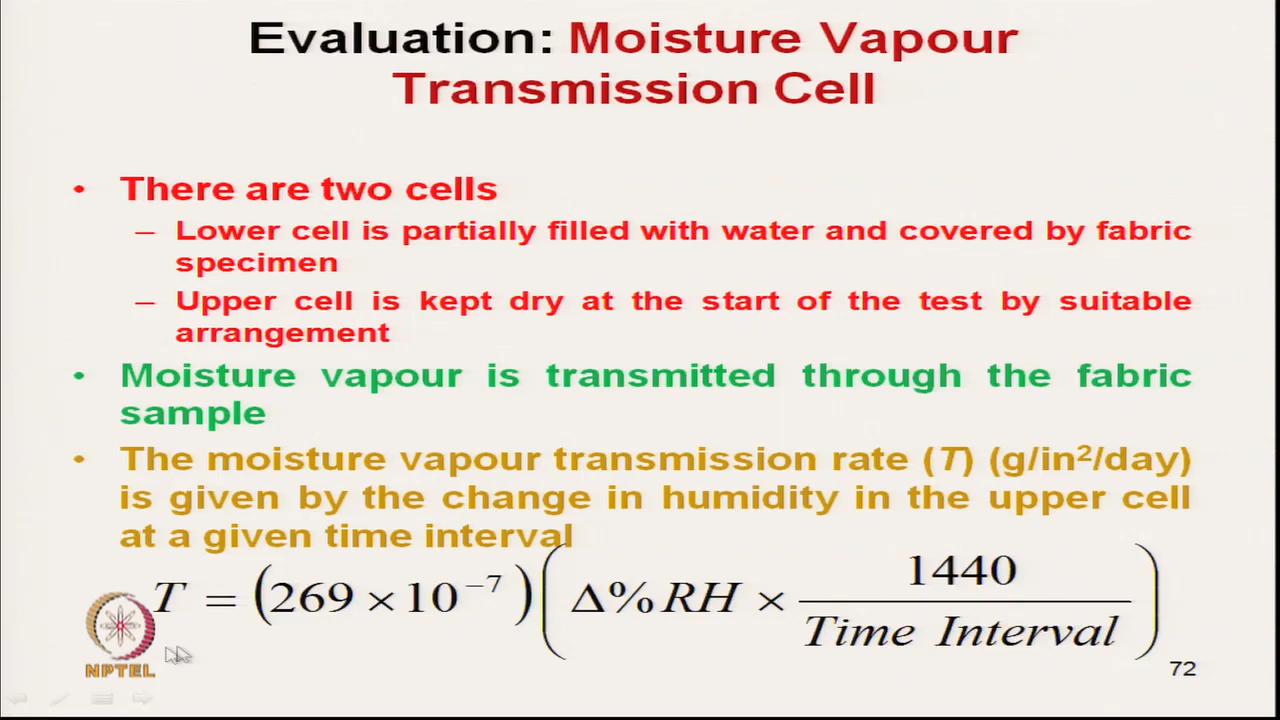 Evaluation: Moisture Vapour
Transmission Cell
• There are two cells
– Lower cell is partially filled with water and covered by fabric
specimen
– Upper cell is kept dry at the start of the test by suitable
arrangement
• Moisture vapour is transmitted through the fabric
sample
• The moisture vapour transmission rate (T) (g/in²/day)
is given by the change in humidity in the upper cell
at a given time interval
T = (269 × 10⁻⁷) (Δ% RH × 1440 / Time Interval)
NPTEL
72